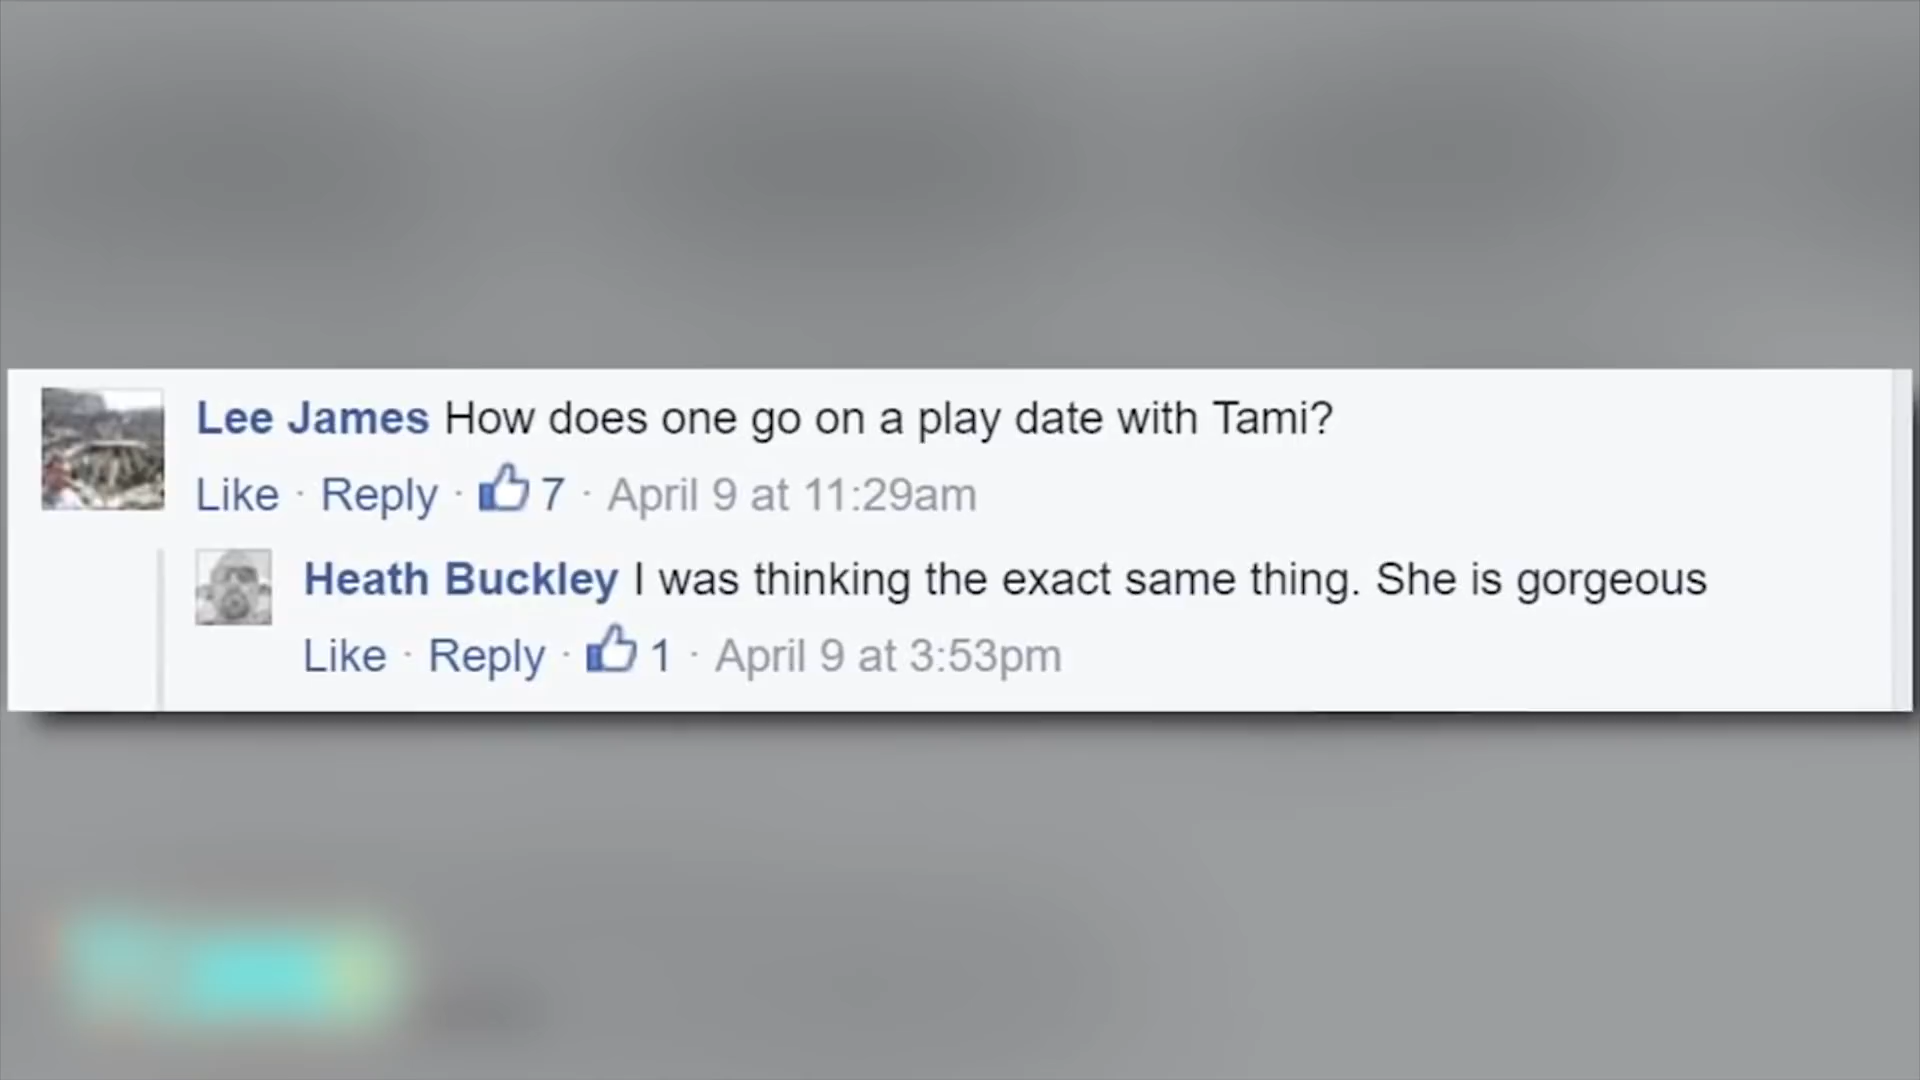 Lee James How does one go on a play date with Tami?
Like · Reply · 7 · April 9 at 11:29am
Heath Buckley I was thinking the exact same thing. She is gorgeous
Like · Reply · 1 · April 9 at 3:53pm